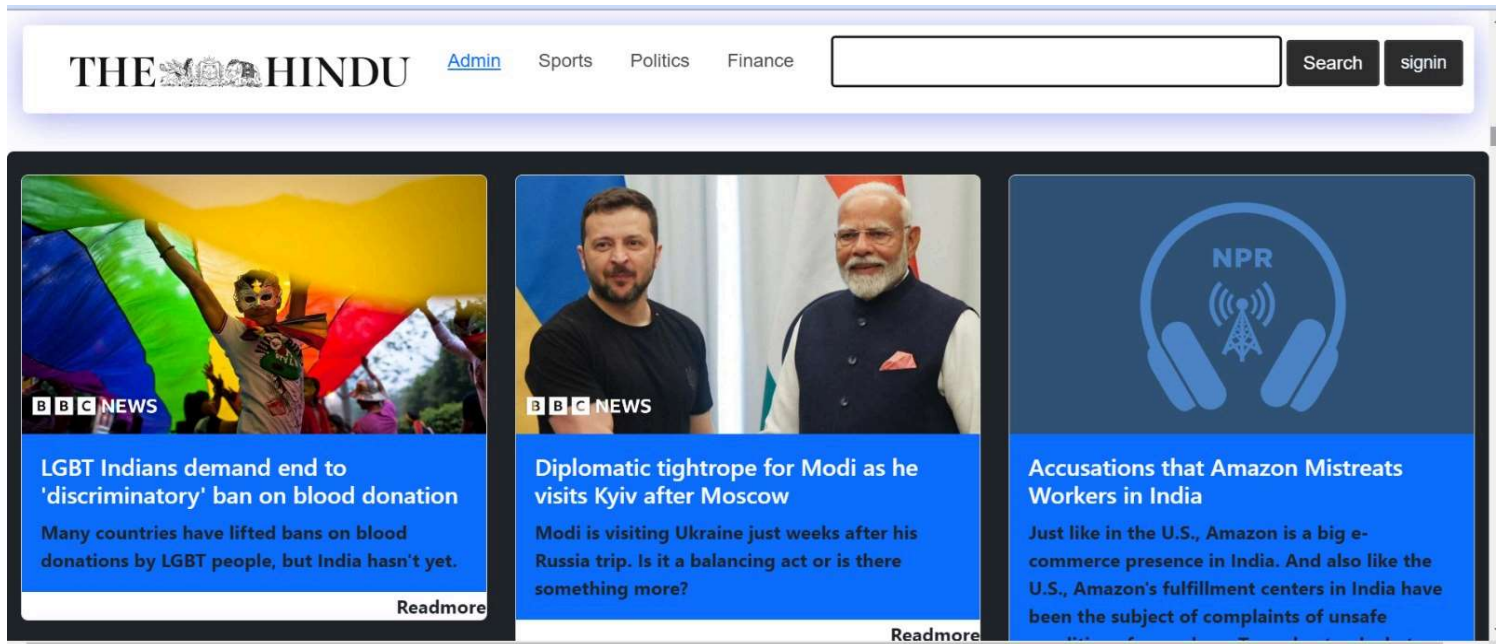 THE HINDU
Admin
Sports
Politics
Finance
Search
signin
BBC NEWS
LGBT Indians demand end to
'discriminatory' ban on blood donation
Many countries have lifted bans on blood
donations by LGBT people, but India hasn't yet.
Readmore
BBC NEWS
Diplomatic tightrope for Modi as he
visits Kyiv after Moscow
Modi is visiting Ukraine just weeks after his
Russia trip. Is it a balancing act or is there
something more?
Readmore
NPR
Accusations that Amazon Mistreats
Workers in India
Just like in the U.S., Amazon is a big e-
commerce presence in India. And also like the
U.S., Amazon's fulfillment centers in India have
been the subject of complaints of unsafe